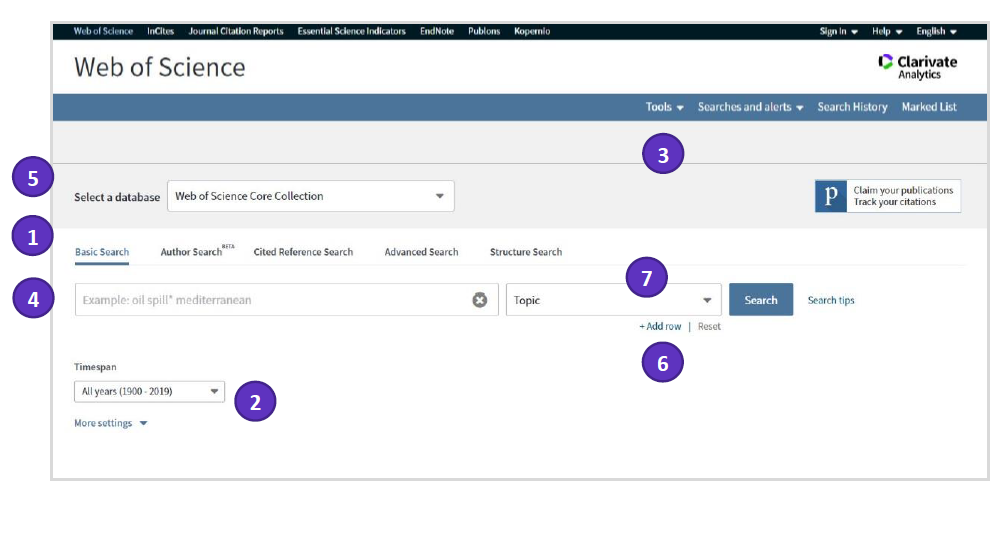 Web of Science InCites Journal Citation Reports Essential Science Indicators EndNote Publons Kopernio Sign In Help English
Web of Science
Clarivate
Analytics
Tools Searches and alerts Search History Marked List
3
5
Select a database Web of Science Core Collection
p Claim your publications
Track your citations
1
Basic Search Author Search BETA Cited Reference Search Advanced Search Structure Search
7
4 Example: oil spill* mediterranean Topic Search Search tips
+ Add row | Reset
6
Timespan
All years (1900 - 2019)
2
More settings